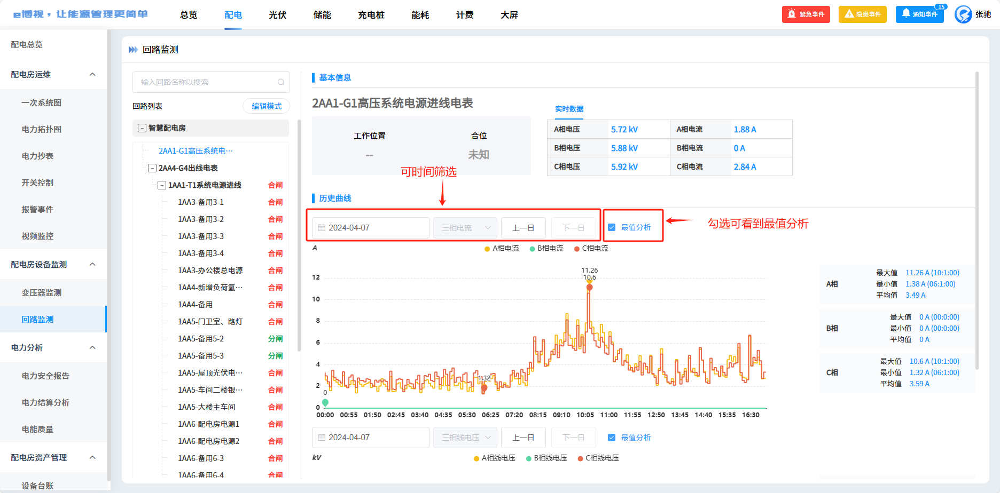 e博视，让能源管理更简单
总览
配电
光伏
储能
充电桩
能耗
计费
大屏
紧急事件
隐患事件
通知事件
15
张驰
配电总览
配电房运维
一次系统图
电力拓扑图
电力抄表
开关控制
报警事件
视频监控
配电房设备监测
变压器监测
回路监测
电力分析
电力安全报告
电力结算分析
电能质量
配电房资产管理
设备台账
回路监测
输入回路名称以搜索
回路列表
编辑模式
智慧配电房
2AA1-G1高压系统电···
2AA4-G4出线电表
1AA1-T1系统电源进线 合闸
1AA3-备用3-1 合闸
1AA3-备用3-2 合闸
1AA3-备用3-3 合闸
1AA3-备用3-4 合闸
1AA3-办公楼总电源 合闸
1AA4-新增负荷氢··· 合闸
1AA4-备用 合闸
1AA5-门卫室、路灯 合闸
1AA5-备用5-2 分闸
1AA5-备用5-3 分闸
1AA5-屋顶光伏电··· 合闸
1AA5-车间二楼银··· 合闸
1AA5-大楼主车间 合闸
1AA6-配电房电源1 合闸
1AA6-配电房电源2 合闸
1AA6-备用6-3 合闸
1AA6-备用6-4 合闸
基本信息
2AA1-G1高压系统电源进线电表
工作位置 合位
-- 未知
实时数据
A相电压 5.72 kV A相电流 1.88 A
B相电压 5.88 kV B相电流 0 A
C相电压 5.92 kV C相电流 2.84 A
可时间筛选
历史曲线
2024-04-07 三相电流 上一日 下一日 最值分析
勾选可看到最值分析
A
A相电流 B相电流 C相电流
11.26
10.6
12
10
8
6
4
2
0
1.32
0
00:00 00:55 01:50 02:45 03:40 04:35 05:30 06:25 07:20 08:15 09:10 10:05 11:00 11:55 12:50 13:45 14:40 15:35 16:30
A相
最大值 11.26 A (10:1:00)
最小值 1.38 A (06:1:00)
平均值 3.49 A
B相
最大值 0 A (00:0:00)
最小值 0 A (00:0:00)
平均值 0 A
C相
最大值 10.6 A (10:1:00)
最小值 1.32 A (06:1:00)
平均值 3.59 A
2024-04-07 三相线电压 上一日 下一日 最值分析
kV
A相线电压 B相线电压 C相线电压